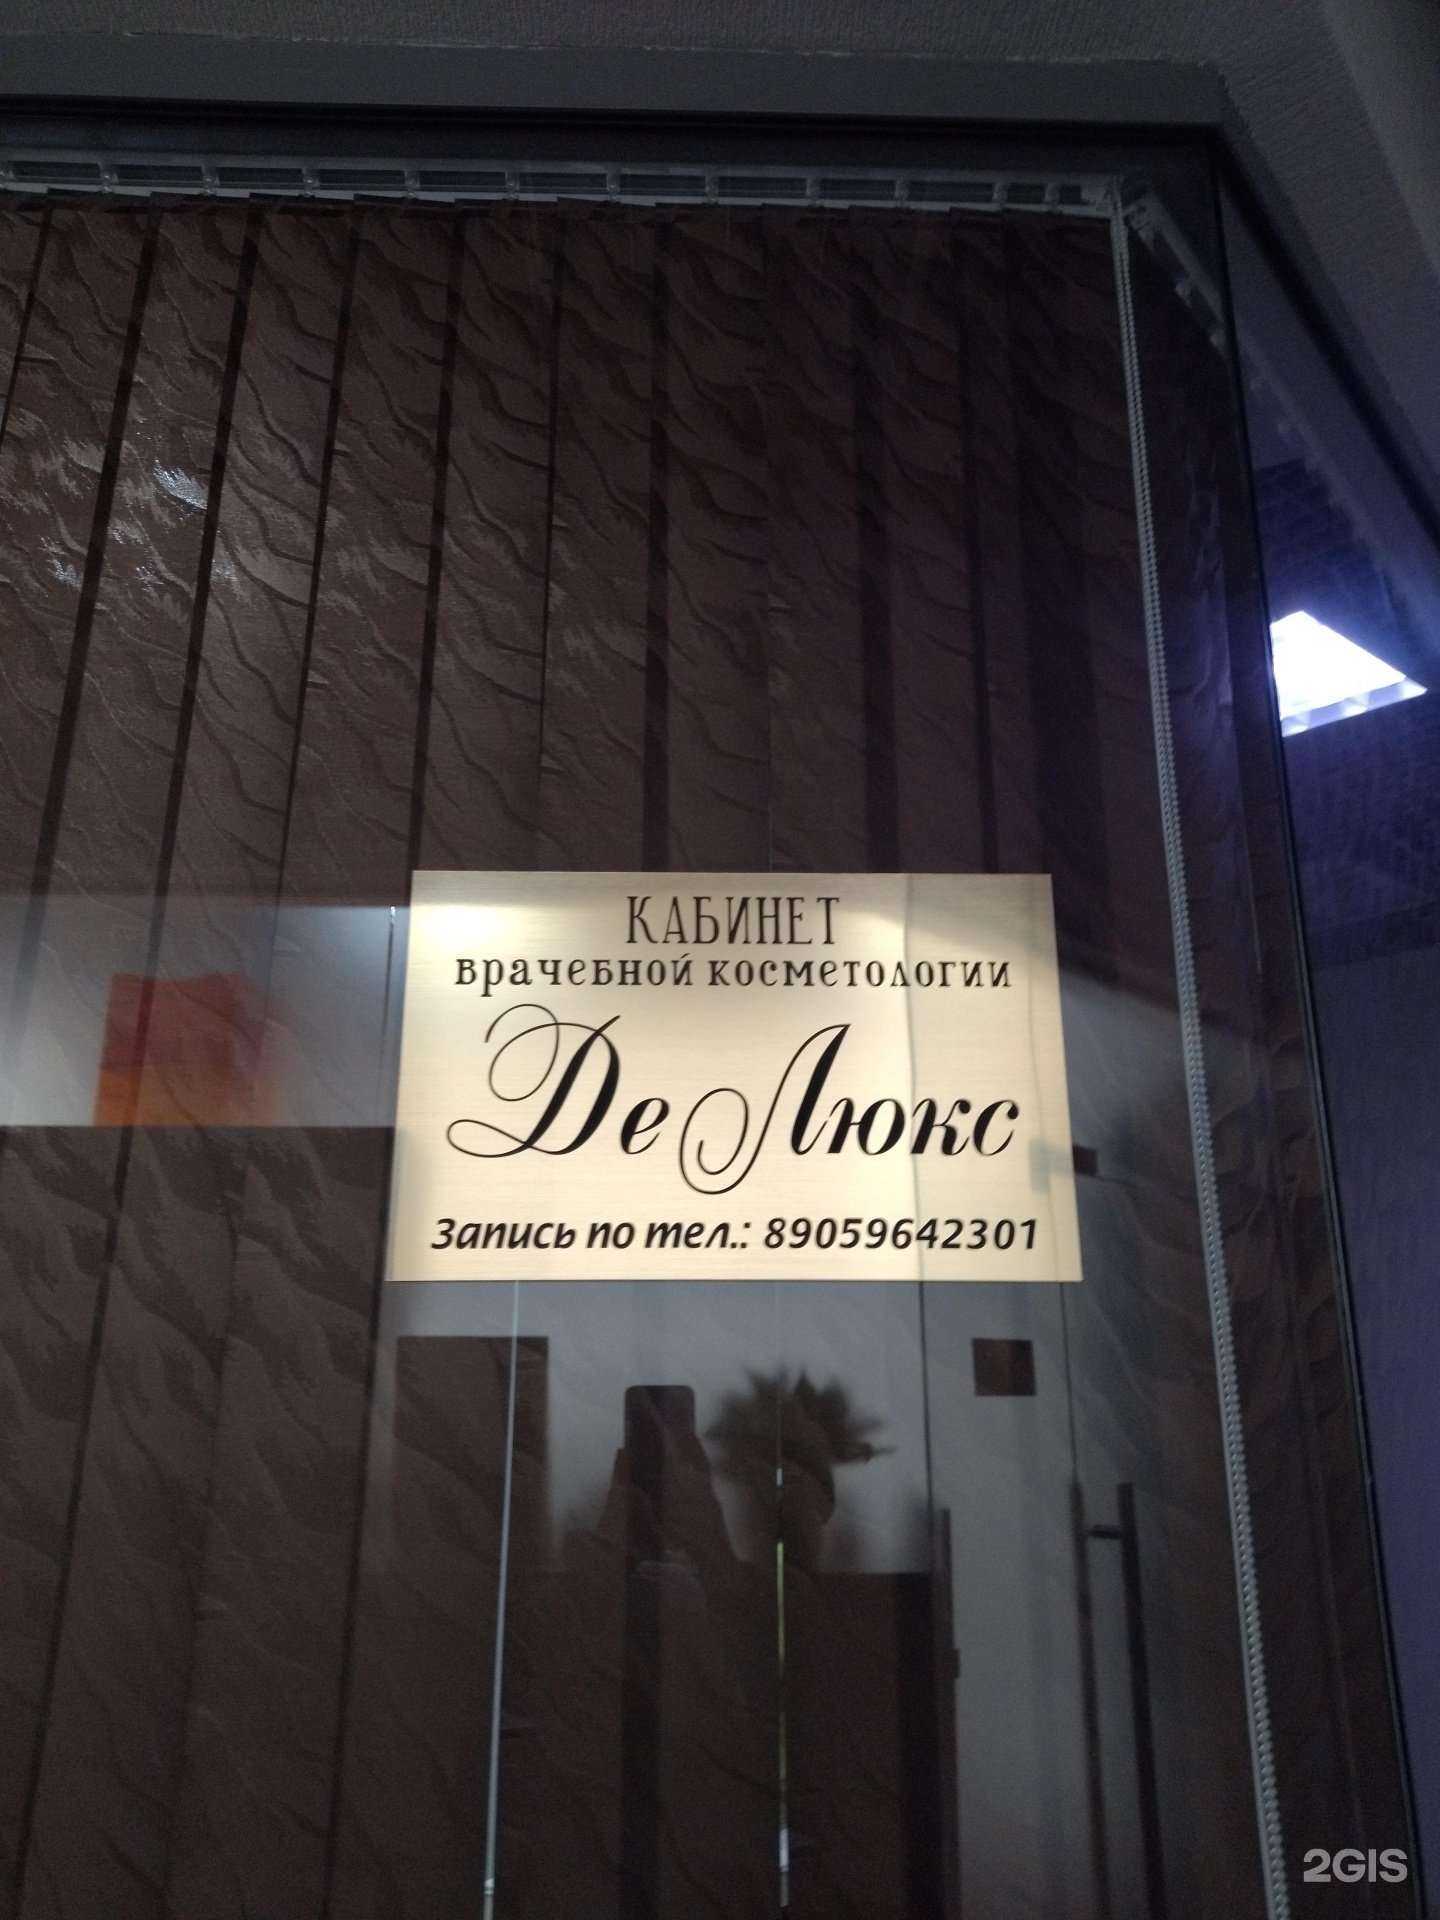 КАБИНЕТ
врачебной косметологии
Де Люкс
Запись по тел.: 89059642301
2GIS